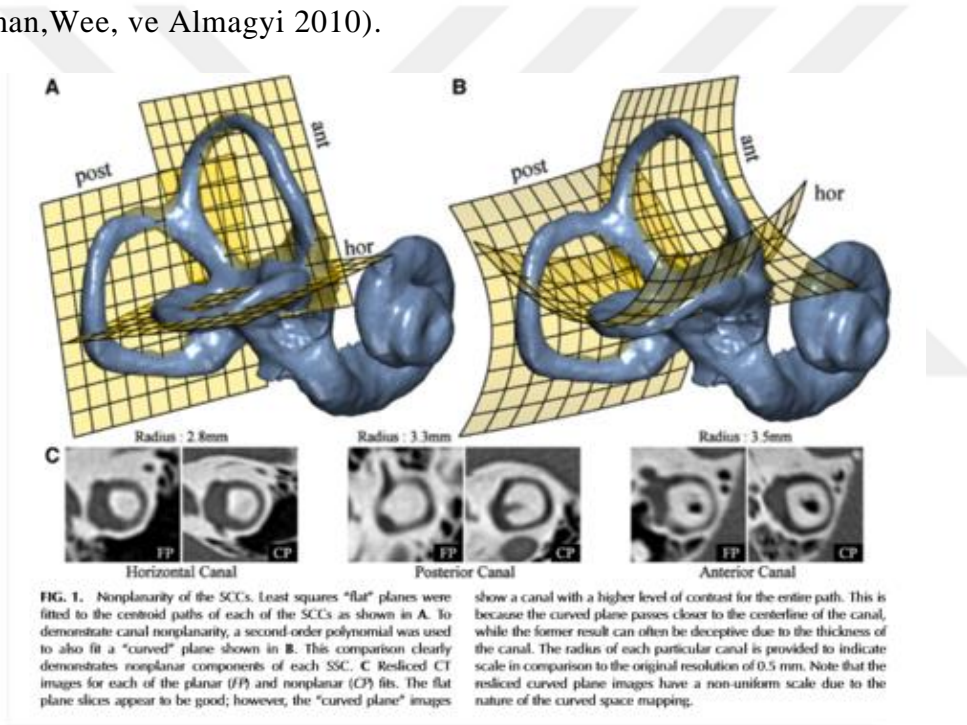 nan,Wee, ve Almagyi 2010).
A
B
post
ant
hor
post
ant
hor
Radius : 2.8mm
Radius : 3.3mm
Radius : 3.5mm
C
FP
CP
FP
CP
FP
CP
Horizontal Canal
Posterior Canal
Anterior Canal
FIG. 1. Nonplanarity of the SCCs. Least squares "flat" planes were
fitted to the centroid paths of each of the SCCs as shown in A. To
demonstrate canal nonplanarity, a second-order polynomial was used
to also fit a "curved" plane shown in B. This comparison clearly
demonstrates nonplanar components of each SSC. C Resliced CT
images for each of the planar (FP) and nonplanar (CP) fits. The flat
plane slices appear to be good; however, the "curved plane" images
show a canal with a higher level of contrast for the entire path. This is
because the curved plane passes closer to the centerline of the canal,
while the former result can often be deceptive due to the thickness of
the canal. The radius of each particular canal is provided to indicate
scale in comparison to the original resolution of 0.5 mm. Note that the
resliced curved plane images have a non-uniform scale due to the
nature of the curved space mapping.